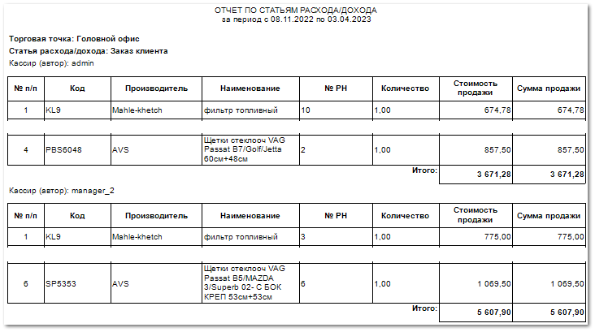 ОТЧЕТ ПО СТАТЬЯМ РАСХОДА/ДОХОДА
за период с 08.11.2022 по 03.04.2023
Торговая точка: Головной офис
Статья расхода/дохода: Заказ клиента
Кассир (автор): admin
№ п/п Код Производитель Наименование № РН Количество Стоимость продажи Сумма продажи
1 KL9 Mahle-khetch фильтр топливный 10 1,00 674,78 674,78
4 PBS6048 AVS Щетки стеклооч VAG Passat B7/Golf/Jetta 60см+48см 2 1,00 857,50 857,50
Итого: 3 671,28 3 671,28
Кассир (автор): manager_2
№ п/п Код Производитель Наименование № РН Количество Стоимость продажи Сумма продажи
1 KL9 Mahle-khetch фильтр топливный 3 1,00 775,00 775,00
6 SP5353 AVS Щетки стеклооч VAG Passat B5/MAZDA 3/Superb 02- С БОК КРЕП 53см+53см 6 1,00 1 069,50 1 069,50
Итого: 5 607,90 5 607,90